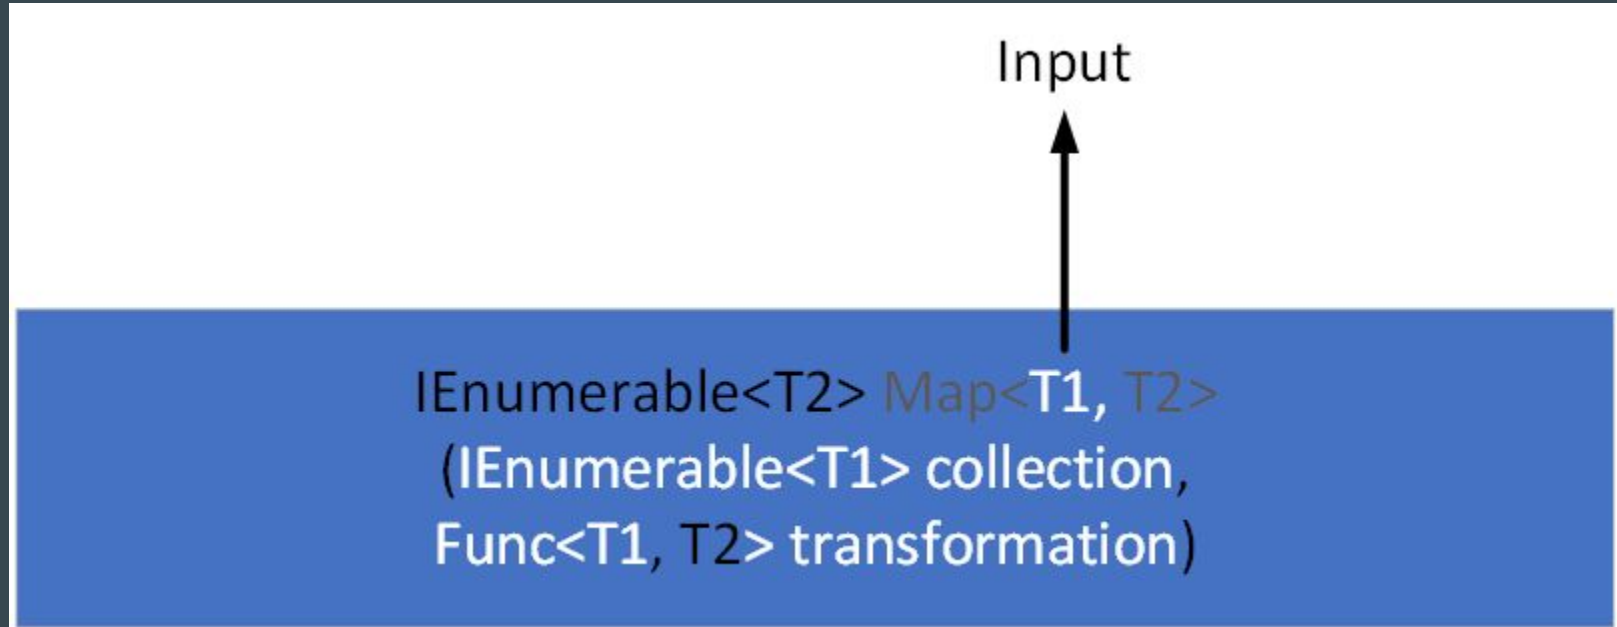 Input
IEnumerable<T2> Map<T1, T2>
(IEnumerable<T1> collection,
Func<T1, T2> transformation)